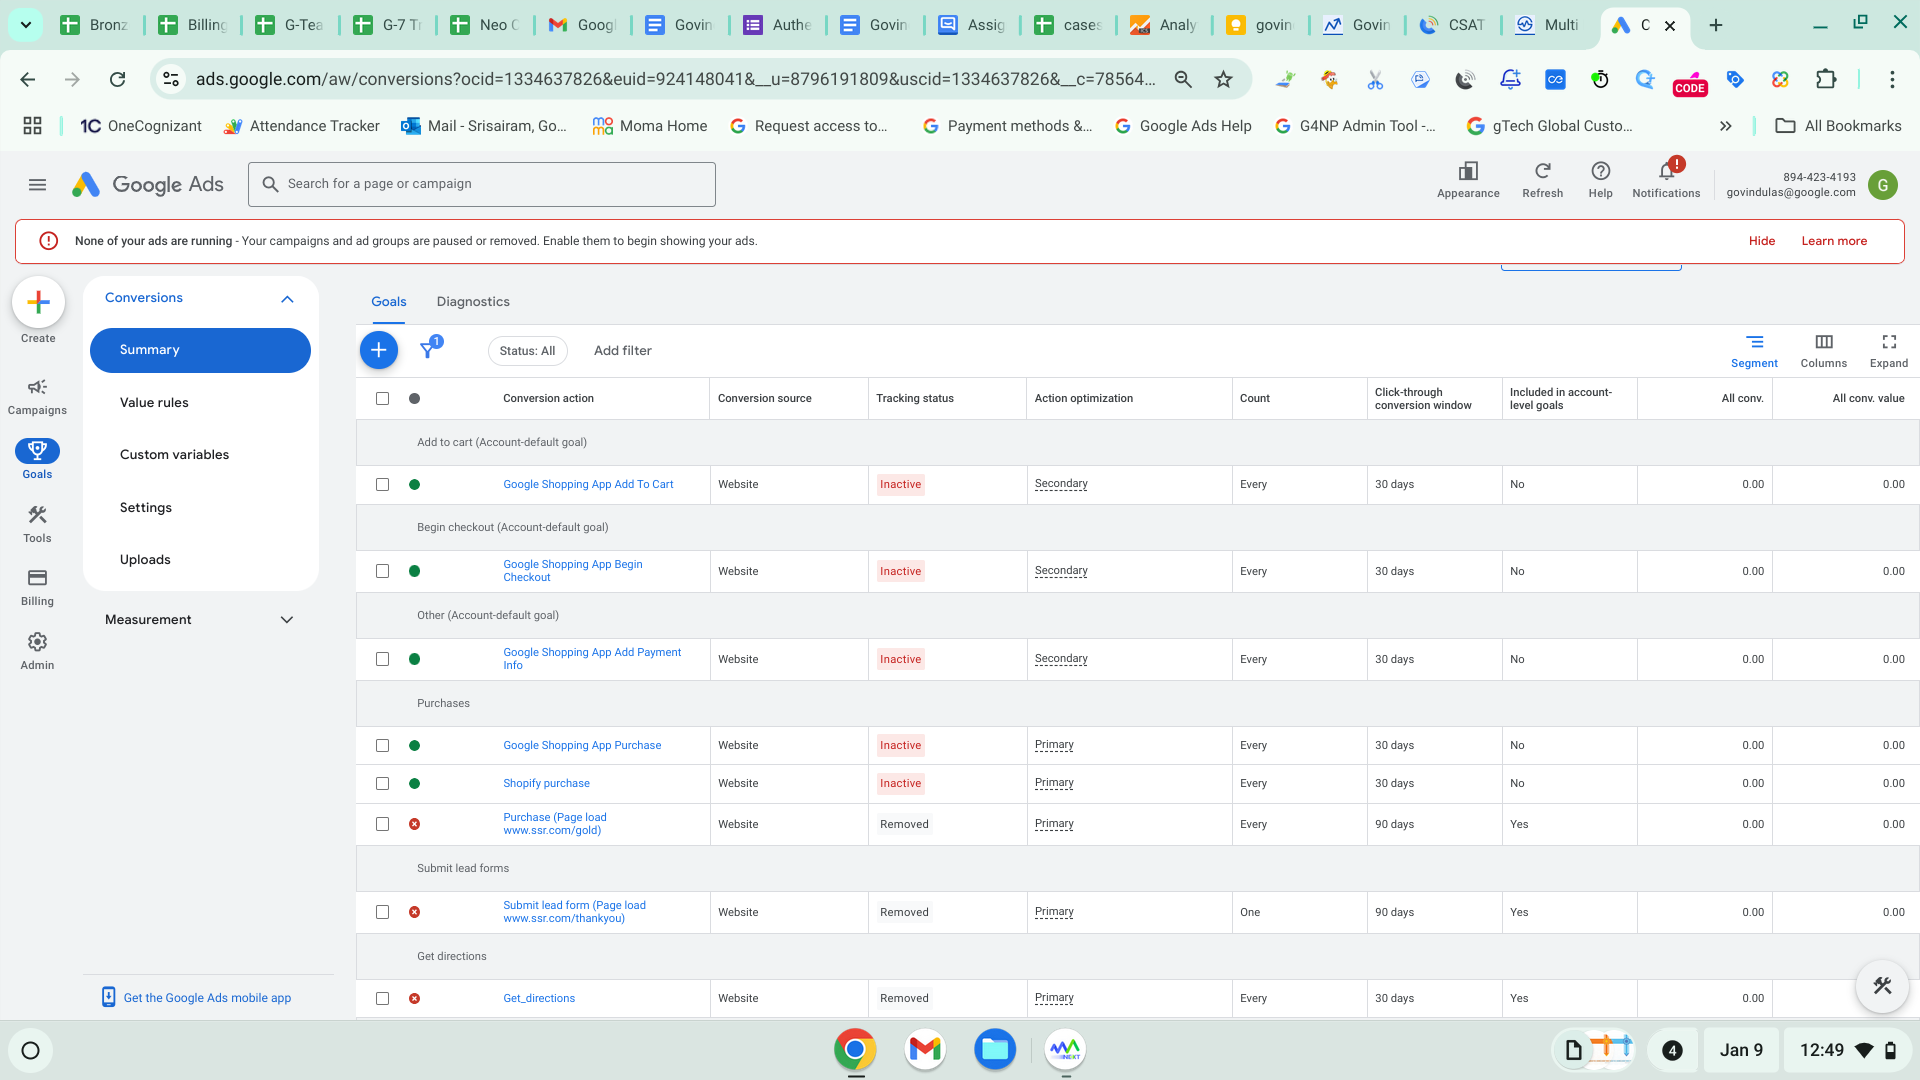 Bronz
Billing
G-Tea
G-7 Tr
Neo C
Googl
Govin
Authe
Govin
Assig
cases
Analy
govin
Govin
CSAT
Multi
C
ads.google.com/aw/conversions?ocid=1334637826&euid=924148041&__u=8796191809&uscid=1334637826&__c=78564...
CODE
OneCognizant
Attendance Tracker
Mail - Srisairam, Go...
Moma Home
Request access to...
Payment methods &...
Google Ads Help
G4NP Admin Tool -...
gTech Global Custo...
All Bookmarks
Google Ads
Search for a page or campaign
Appearance
Refresh
Help
Notifications
894-423-4193
govindulas@google.com
G
None of your ads are running - Your campaigns and ad groups are paused or removed. Enable them to begin showing your ads.
Hide
Learn more
Create
Campaigns
Goals
Tools
Billing
Admin
Conversions
Summary
Value rules
Custom variables
Settings
Uploads
Measurement
Get the Google Ads mobile app
Goals
Diagnostics
1
Status: All
Add filter
Segment
Columns
Expand
Conversion action
Conversion source
Tracking status
Action optimization
Count
Click-through conversion window
Included in account-level goals
All conv.
All conv. value
Add to cart (Account-default goal)
Google Shopping App Add To Cart Website Inactive Secondary Every 30 days No 0.00 0.00
Begin checkout (Account-default goal)
Google Shopping App Begin Checkout Website Inactive Secondary Every 30 days No 0.00 0.00
Other (Account-default goal)
Google Shopping App Add Payment Info Website Inactive Secondary Every 30 days No 0.00 0.00
Purchases
Google Shopping App Purchase Website Inactive Primary Every 30 days No 0.00 0.00
Shopify purchase Website Inactive Primary Every 30 days No 0.00 0.00
Purchase (Page load www.ssr.com/gold) Website Removed Primary Every 90 days Yes 0.00 0.00
Submit lead forms
Submit lead form (Page load www.ssr.com/thankyou) Website Removed Primary One 90 days Yes 0.00 0.00
Get directions
Get_directions Website Removed Primary Every 30 days Yes 0.00
4
Jan 9
12:49